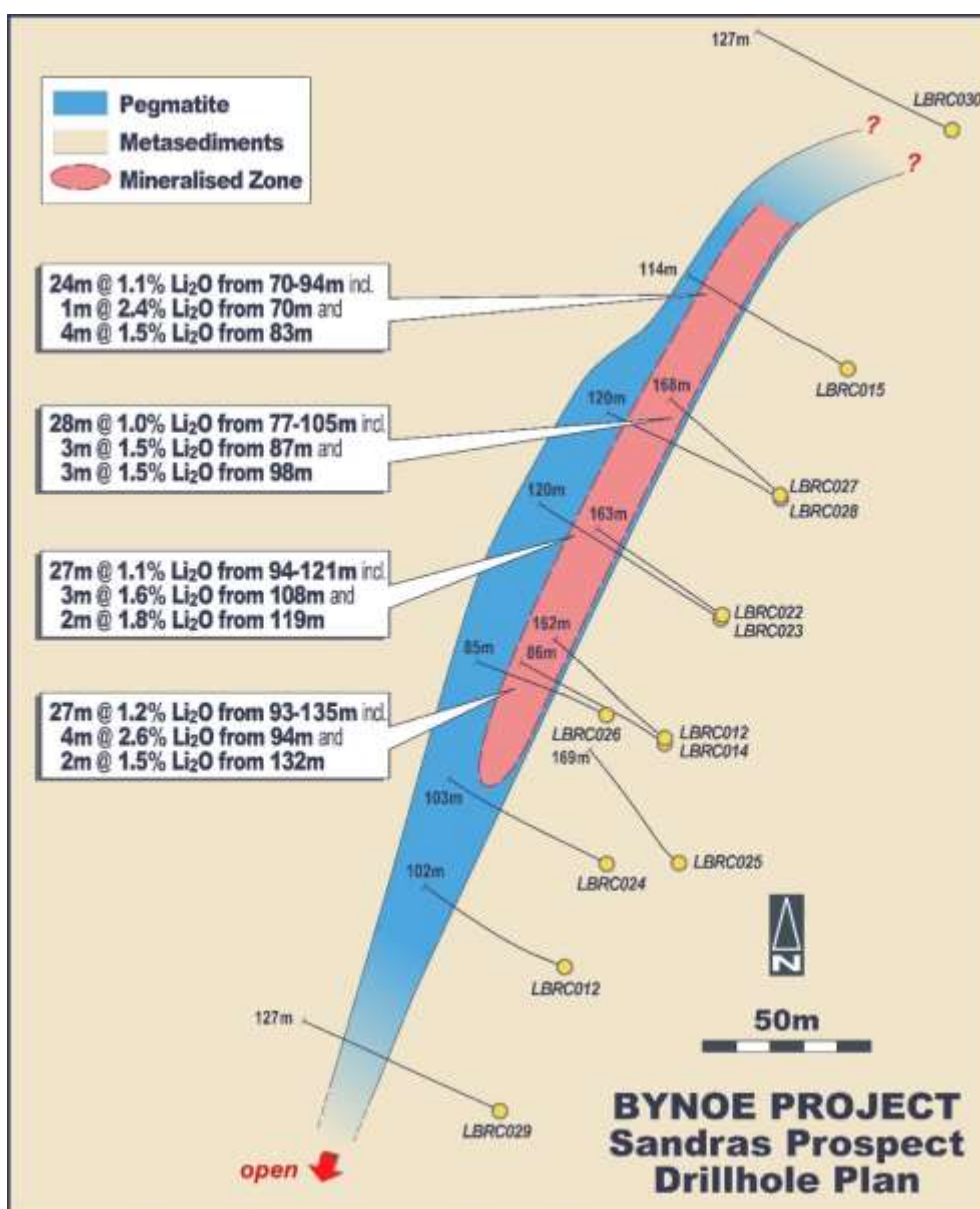 127m
LBRC030
Pegmatite
Metasediments
Mineralised Zone
?
?
24m @ 1.1% Li₂O from 70-94m incl.
1m @ 2.4% Li₂O from 70m and
4m @ 1.5% Li₂O from 83m
114m
LBRC015
28m @ 1.0% Li₂O from 77-105m incl.
3m @ 1.5% Li₂O from 87m and
3m @ 1.5% Li₂O from 98m
168m
120m
LBRC027
LBRC028
120m
163m
27m @ 1.1% Li₂O from 94-121m incl.
3m @ 1.6% Li₂O from 108m and
2m @ 1.8% Li₂O from 119m
LBRC022
LBRC023
162m
85m
86m
27m @ 1.2% Li₂O from 93-135m incl.
4m @ 2.6% Li₂O from 94m and
2m @ 1.5% Li₂O from 132m
LBRC026
LBRC012
LBRC014
169m
103m
LBRC024
LBRC025
102m
LBRC012
N
127m
50m
LBRC029
open
BYNOE PROJECT
Sandras Prospect
Drillhole Plan